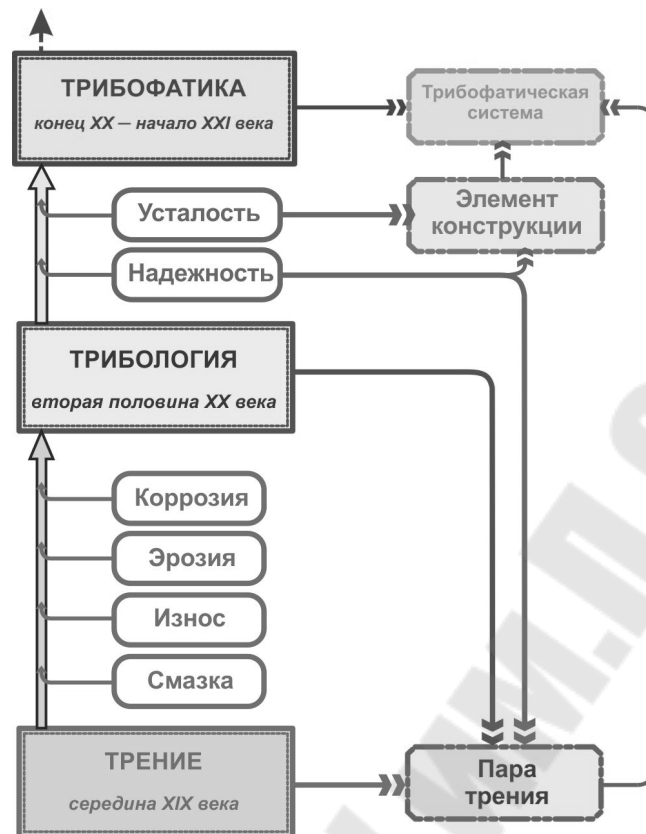 ТРИБОФАТИКА
конец XX – начало XXI века
Трибофатическая
система
Усталость
Элемент
конструкции
Надежность
ТРИБОЛОГИЯ
вторая половина XX века
Коррозия
Эрозия
Износ
Смазка
ТРЕНИЕ
середина XIX века
Пара
трения